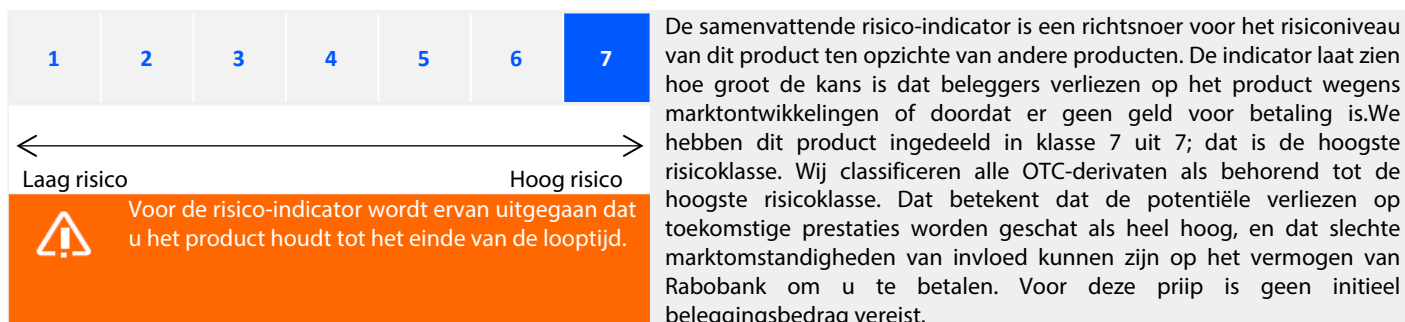 1 2 3 4 5 6 7
Laag risico Hoog risico
Voor de risico-indicator wordt ervan uitgegaan dat
u het product houdt tot het einde van de looptijd.
De samenvattende risico-indicator is een richtsnoer voor het risiconiveau
van dit product ten opzichte van andere producten. De indicator laat zien
hoe groot de kans is dat beleggers verliezen op het product wegens
marktontwikkelingen of doordat er geen geld voor betaling is.We
hebben dit product ingedeeld in klasse 7 uit 7; dat is de hoogste
risicoklasse. Wij classificeren alle OTC-derivaten als behorend tot de
hoogste risicoklasse. Dat betekent dat de potentiële verliezen op
toekomstige prestaties worden geschat als heel hoog, en dat slechte
marktomstandigheden van invloed kunnen zijn op het vermogen van
Rabobank om u te betalen. Voor deze priip is geen initieel
beleggingsbedrag vereist.